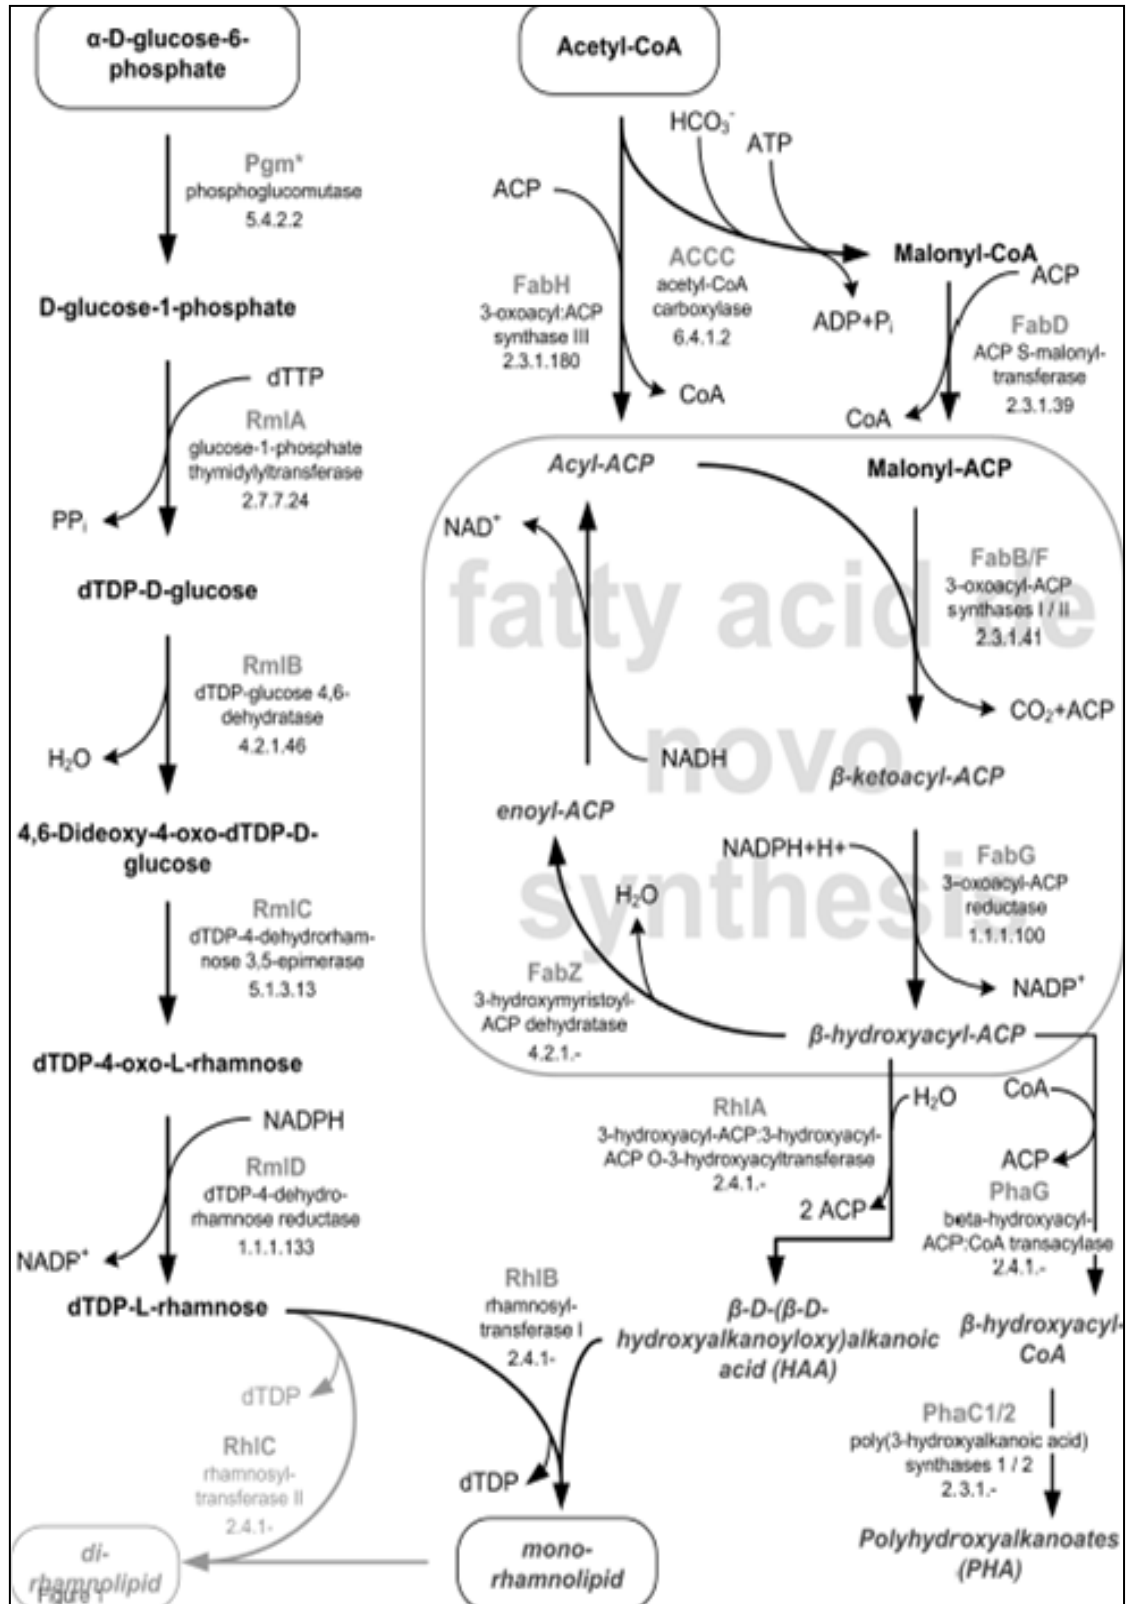 α-D-glucose-6-
phosphate
Pgm*
phosphoglucomutase
5.4.2.2
D-glucose-1-phosphate
dTTP
RmlA
glucose-1-phosphate
thymidylyltransferase
2.7.7.24
PPi
dTDP-D-glucose
RmlB
dTDP-glucose 4,6-
dehydratase
4.2.1.46
H₂O
4,6-Dideoxy-4-oxo-dTDP-D-
glucose
RmlC
dTDP-4-dehydrorham-
nose 3,5-epimerase
5.1.3.13
dTDP-4-oxo-L-rhamnose
NADPH
RmlD
dTDP-4-dehydro-
rhamnose reductase
1.1.1.133
NADP⁺
dTDP-L-rhamnose
dTDP
RhlC
rhamnosyl-
transferase II
2.4.1-
di-
rhamnolipid
Figure 1
Acetyl-CoA
HCO₃⁻
ATP
ACP
FabH
3-oxoacyl:ACP
synthase III
2.3.1.180
ACCC
acetyl-CoA
carboxylase
6.4.1.2
ADP+Pi
CoA
Malonyl-CoA
ACP
FabD
ACP S-malonyl-
transferase
2.3.1.39
CoA
Acyl-ACP
Malonyl-ACP
NAD⁺
fatty acid de
novo
synthesis
FabB/F
3-oxoacyl-ACP
synthases I / II
2.3.1.41
CO₂+ACP
NADH
β-ketoacyl-ACP
enoyl-ACP
NADPH+H+
FabG
3-oxoacyl-ACP
reductase
1.1.1.100
H₂O
NADP⁺
FabZ
3-hydroxymyristoyl-
ACP dehydratase
4.2.1.-
β-hydroxyacyl-ACP
RhlA
3-hydroxyacyl-ACP:3-hydroxyacyl-
ACP O-3-hydroxyacyltransferase
2.4.1.-
H₂O
2 ACP
CoA
ACP
PhaG
beta-hydroxyacyl-
ACP:CoA transacylase
2.4.1.-
RhlB
rhamnosyl-
transferase I
2.4.1-
β-D-(β-D-
hydroxyalkanoyloxy)alkanoic
acid (HAA)
β-hydroxyacyl-
CoA
PhaC1/2
poly(3-hydroxyalkanoic acid)
synthases 1 / 2
2.3.1.-
dTDP
mono-
rhamnolipid
Polyhydroxyalkanoates
(PHA)